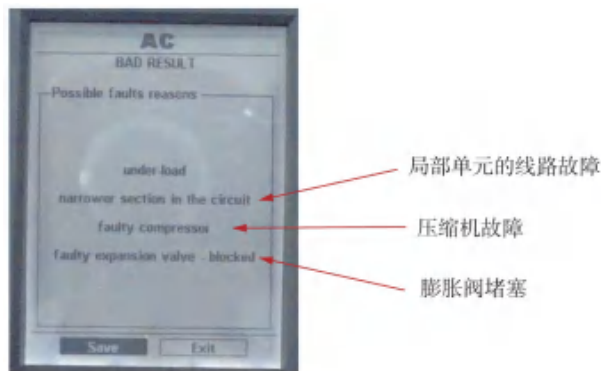 AC
BAD RESULT
Possible faults reasons
under-load
narrower section in the circuit
faulty compressor
faulty expansion valve - blocked
Save
Exit
局部单元的线路故障
压缩机故障
膨胀阀堵塞